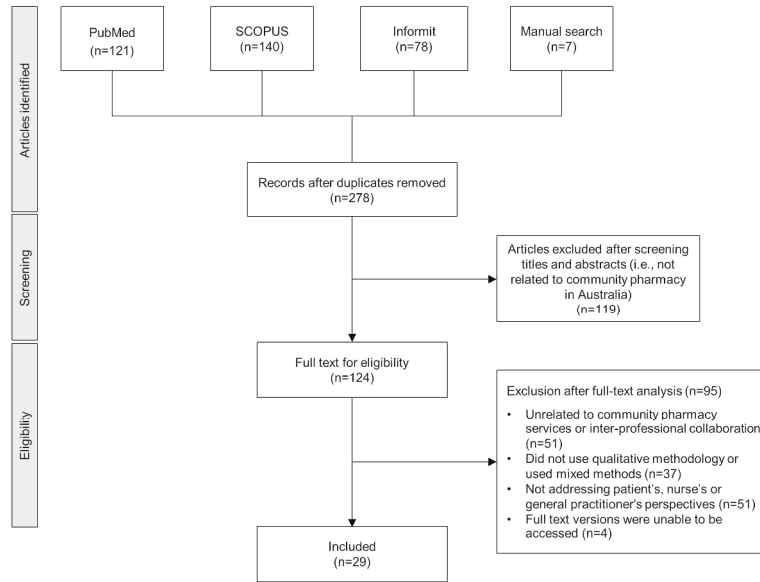 Articles identified
PubMed
(n=121)
SCOPUS
(n=140)
Informit
(n=78)
Manual search
(n=7)
Records after duplicates removed
(n=278)
Screening
Articles excluded after screening
titles and abstracts (i.e., not
related to community pharmacy
in Australia)
(n=119)
Eligibility
Full text for eligibility
(n=124)
Exclusion after full-text analysis (n=95)
• Unrelated to community pharmacy
services or inter-professional collaboration
(n=51)
• Did not use qualitative methodology or
used mixed methods (n=37)
• Not addressing patient's, nurse's or
general practitioner's perspectives (n=51)
• Full text versions were unable to be
accessed (n=4)
Included
(n=29)